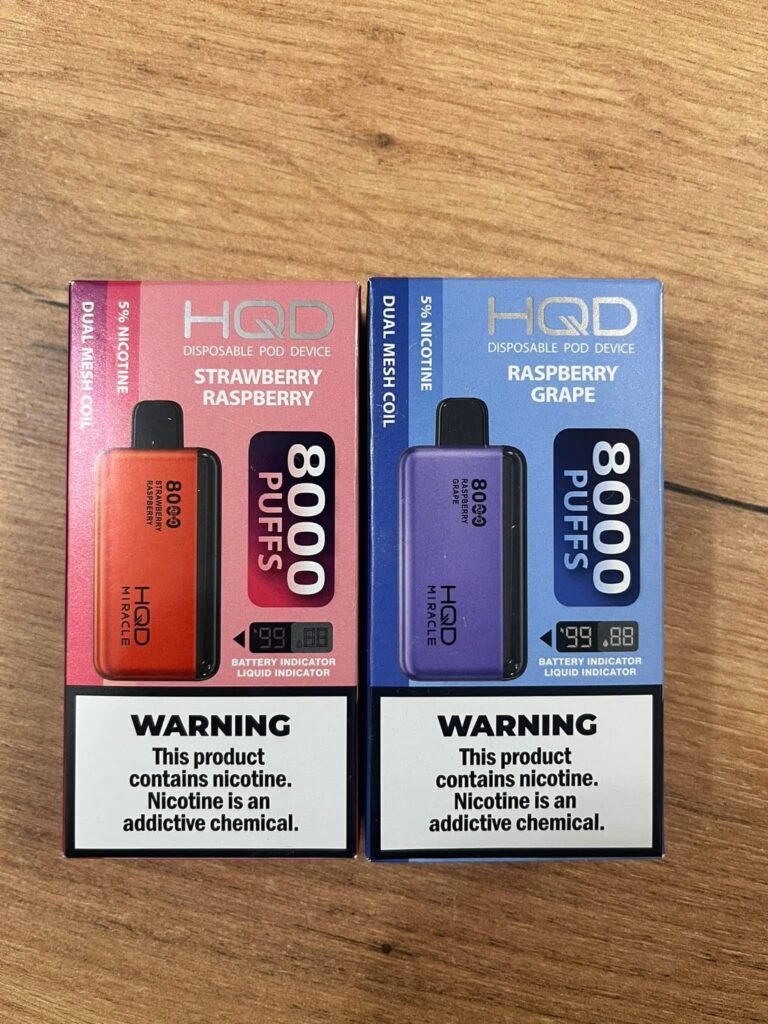 DUAL MESH COIL
5% NICOTINE
HQD
DISPOSABLE POD DEVICE
STRAWBERRY
RASPBERRY
8000
STRAWBERRY
RASPBERRY
HQD
MIRACLE
8000
PUFFS
99 .88
BATTERY INDICATOR
LIQUID INDICATOR
WARNING
This product
contains nicotine.
Nicotine is an
addictive chemical.
DUAL MESH COIL
5% NICOTINE
HQD
DISPOSABLE POD DEVICE
RASPBERRY
GRAPE
8000
RASPBERRY
GRAPE
HQD
MIRACLE
8000
PUFFS
99 88
BATTERY INDICATOR
LIQUID INDICATOR
WARNING
This product
contains nicotine.
Nicotine is an
addictive chemical.